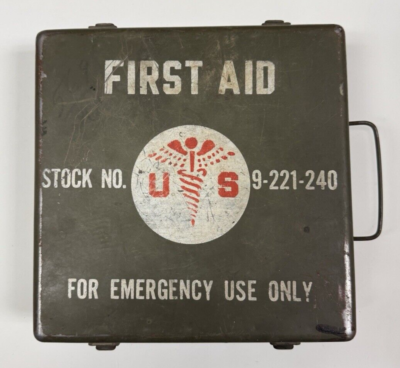 FIRST AID
STOCK NO. U S 9-221-240
FOR EMERGENCY USE ONLY